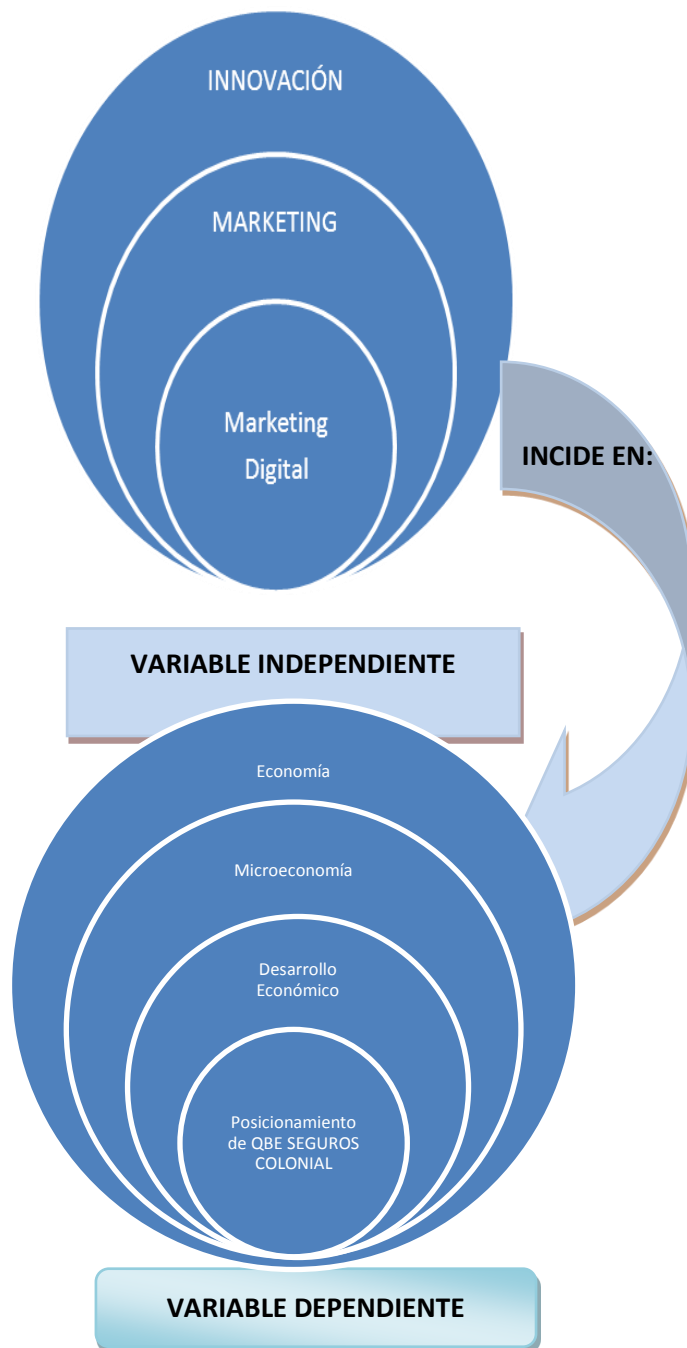 INNOVACIÓN
MARKETING
Marketing
Digital
INCIDE EN:
VARIABLE INDEPENDIENTE
Economía
Microeconomía
Desarrollo
Económico
Posicionamiento
de QBE SEGUROS
COLONIAL
VARIABLE DEPENDIENTE